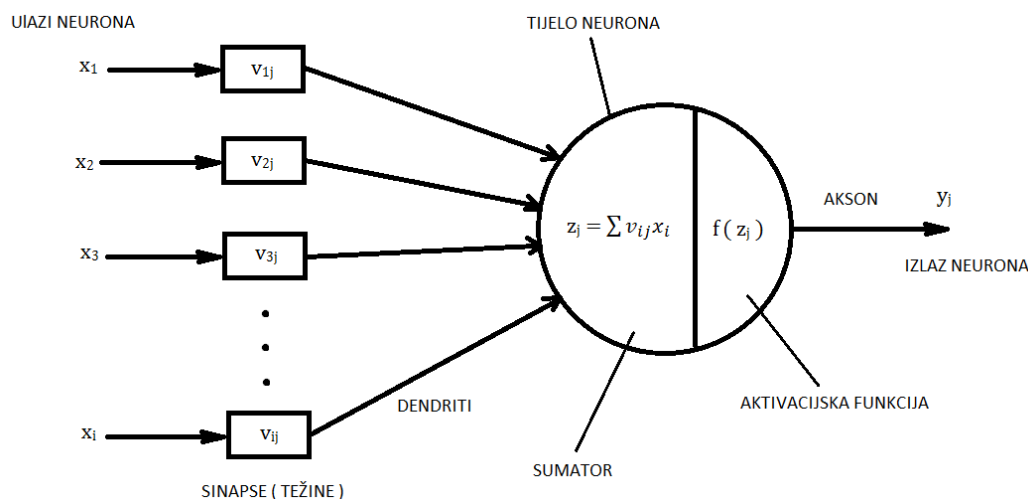 UlAZI NEURONA
TIJELO NEURONA
x1
v1j
x2
v2j
x3
v3j
xi
vij
zj = ∑ vijxi
f ( zj )
AKSON
yj
IZLAZ NEURONA
DENDRITI
AKTIVACIJSKA FUNKCIJA
SUMATOR
SINAPSE ( TEŽINE )